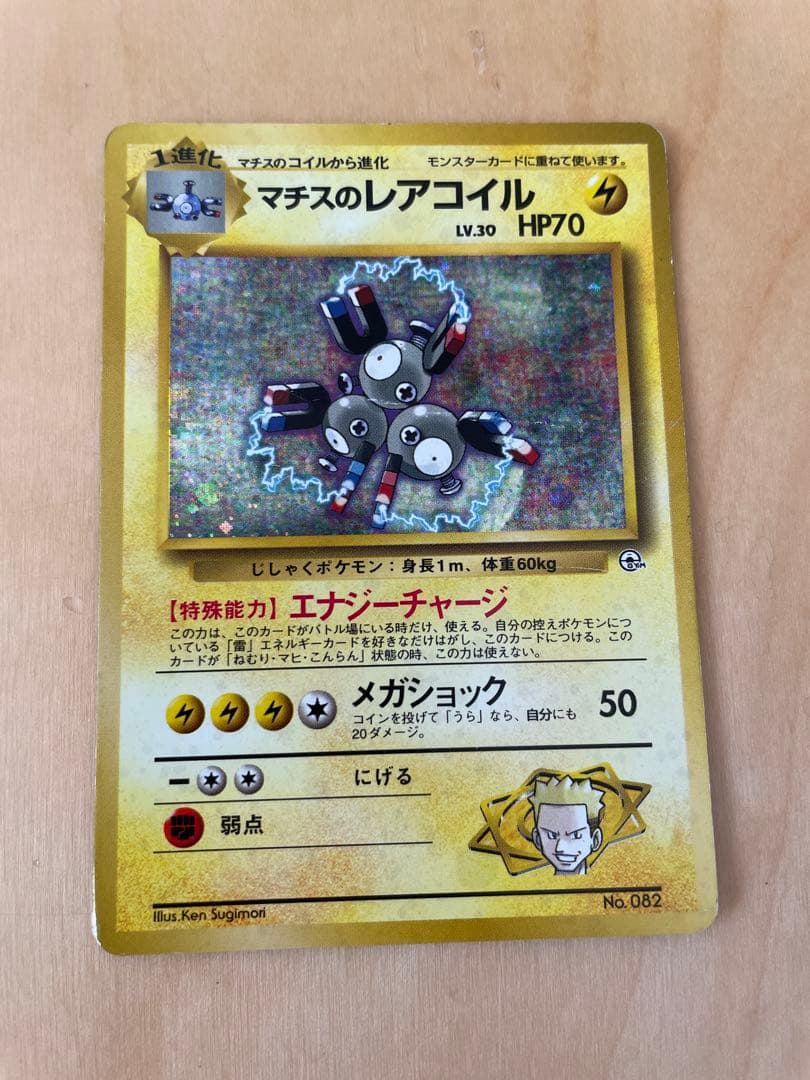 1進化
マチスのコイルから進化
モンスターカードに重ねて使います。
マチスのレアコイル
LV.30 HP70
じしゃくポケモン：身長1m、体重60kg
GYM
【特殊能力】エナジーチャージ
この力は、このカードがバトル場にいる時だけ、使える。自分の控えポケモンにつ
いている「雷」エネルギーカードを好きなだけはがし、このカードにつける。この
カードが「ねむり・マヒ・こんらん」状態の時、この力は使えない。
メガショック 50
コインを投げて「うら」なら、自分にも
20ダメージ。
にげる
弱点
Illus.Ken Sugimori
No. 082